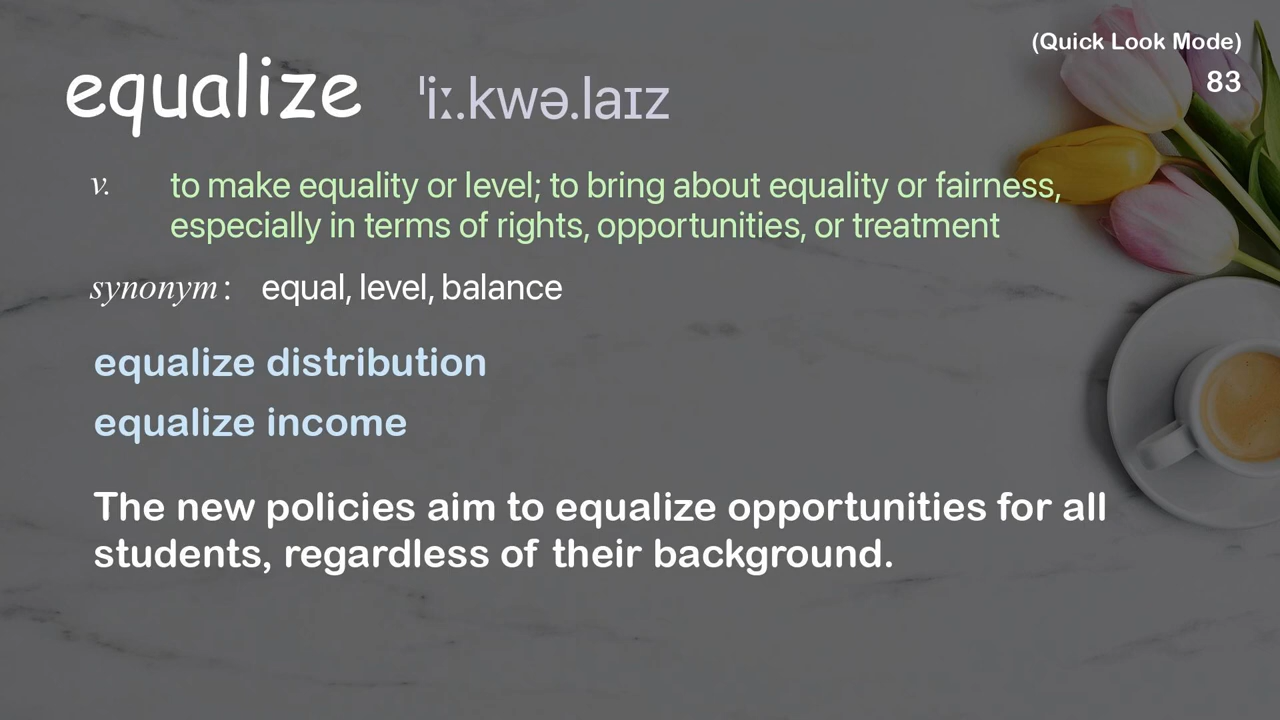 (Quick Look Mode)
83
equalize ˈiː.kwə.laɪz
v. to make equality or level; to bring about equality or fairness,
especially in terms of rights, opportunities, or treatment
synonym : equal, level, balance
equalize distribution
equalize income
The new policies aim to equalize opportunities for all
students, regardless of their background.